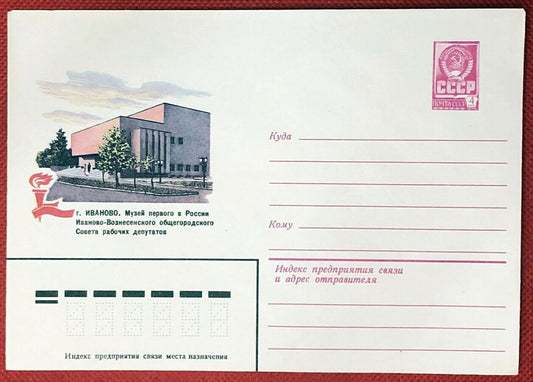 СССР
ПОЧТА СССР 4
г. ИВАНОВО. Музей первого в России
Иваново-Вознесенского общегородского
Совета рабочих депутатов
Куда
Кому
Индекс предприятия связи
и адрес отправителя
Индекс предприятия связи места назначения